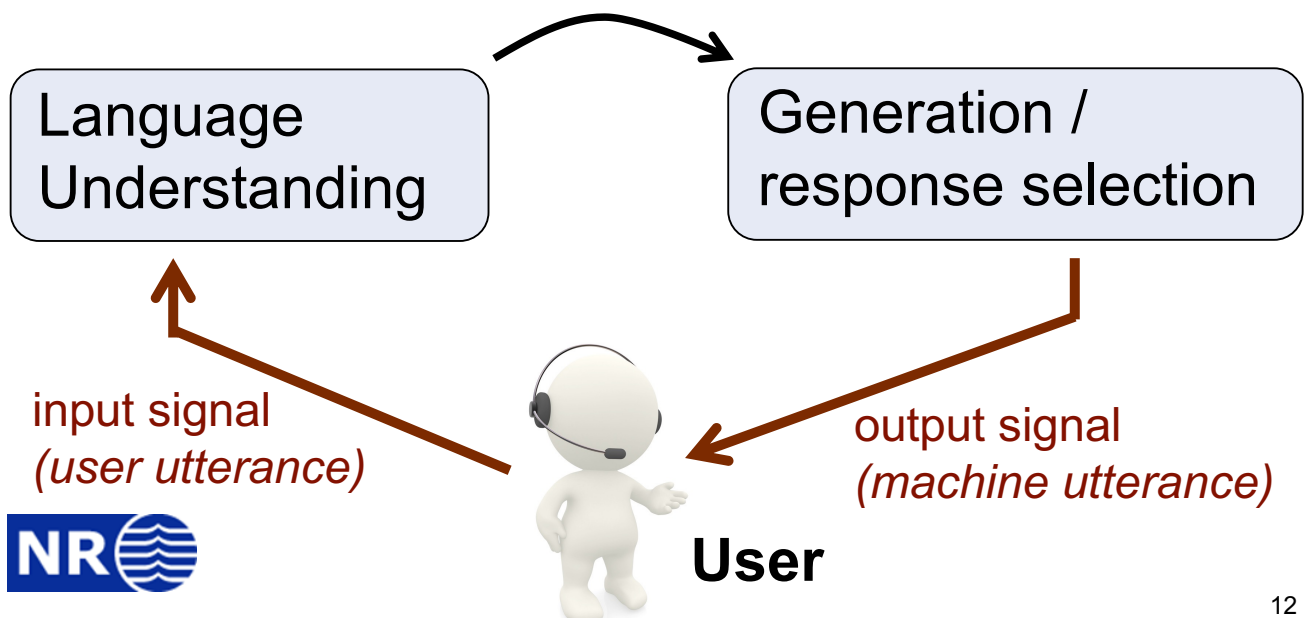 Language
Understanding
Generation /
response selection
input signal
(user utterance)
output signal
(machine utterance)
NR
User
12